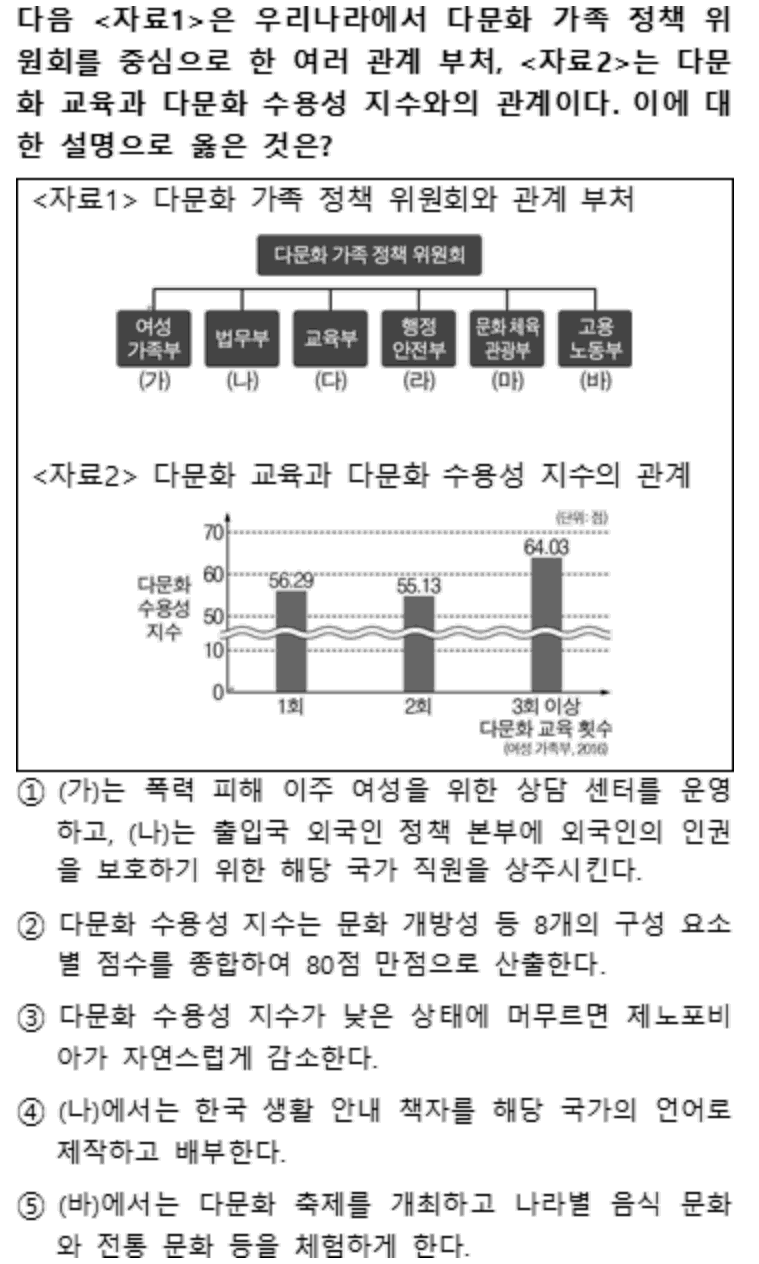 다음 <자료1>은 우리나라에서 다문화 가족 정책 위
원회를 중심으로 한 여러 관계 부처, <자료2>는 다문
화 교육과 다문화 수용성 지수와의 관계이다. 이에 대
한 설명으로 옳은 것은?
<자료1> 다문화 가족 정책 위원회와 관계 부처
다문화 가족 정책 위원회
여성
가족부
법무부
교육부
행정
안전부
문화 체육
관광부
고용
노동부
(가) (나) (다) (라) (마) (바)
<자료2> 다문화 교육과 다문화 수용성 지수의 관계
(단위: 점)
다문화
수용성
지수
70
60
50
10
0
56.29
55.13
64.03
1회 2회 3회 이상
다문화 교육 횟수
(여성 가족부, 2016)
① (가)는 폭력 피해 이주 여성을 위한 상담 센터를 운영
하고, (나)는 출입국 외국인 정책 본부에 외국인의 인권
을 보호하기 위한 해당 국가 직원을 상주시킨다.
② 다문화 수용성 지수는 문화 개방성 등 8개의 구성 요소
별 점수를 종합하여 80점 만점으로 산출한다.
③ 다문화 수용성 지수가 낮은 상태에 머무르면 제노포비
아가 자연스럽게 감소한다.
④ (나)에서는 한국 생활 안내 책자를 해당 국가의 언어로
제작하고 배부한다.
⑤ (바)에서는 다문화 축제를 개최하고 나라별 음식 문화
와 전통 문화 등을 체험하게 한다.